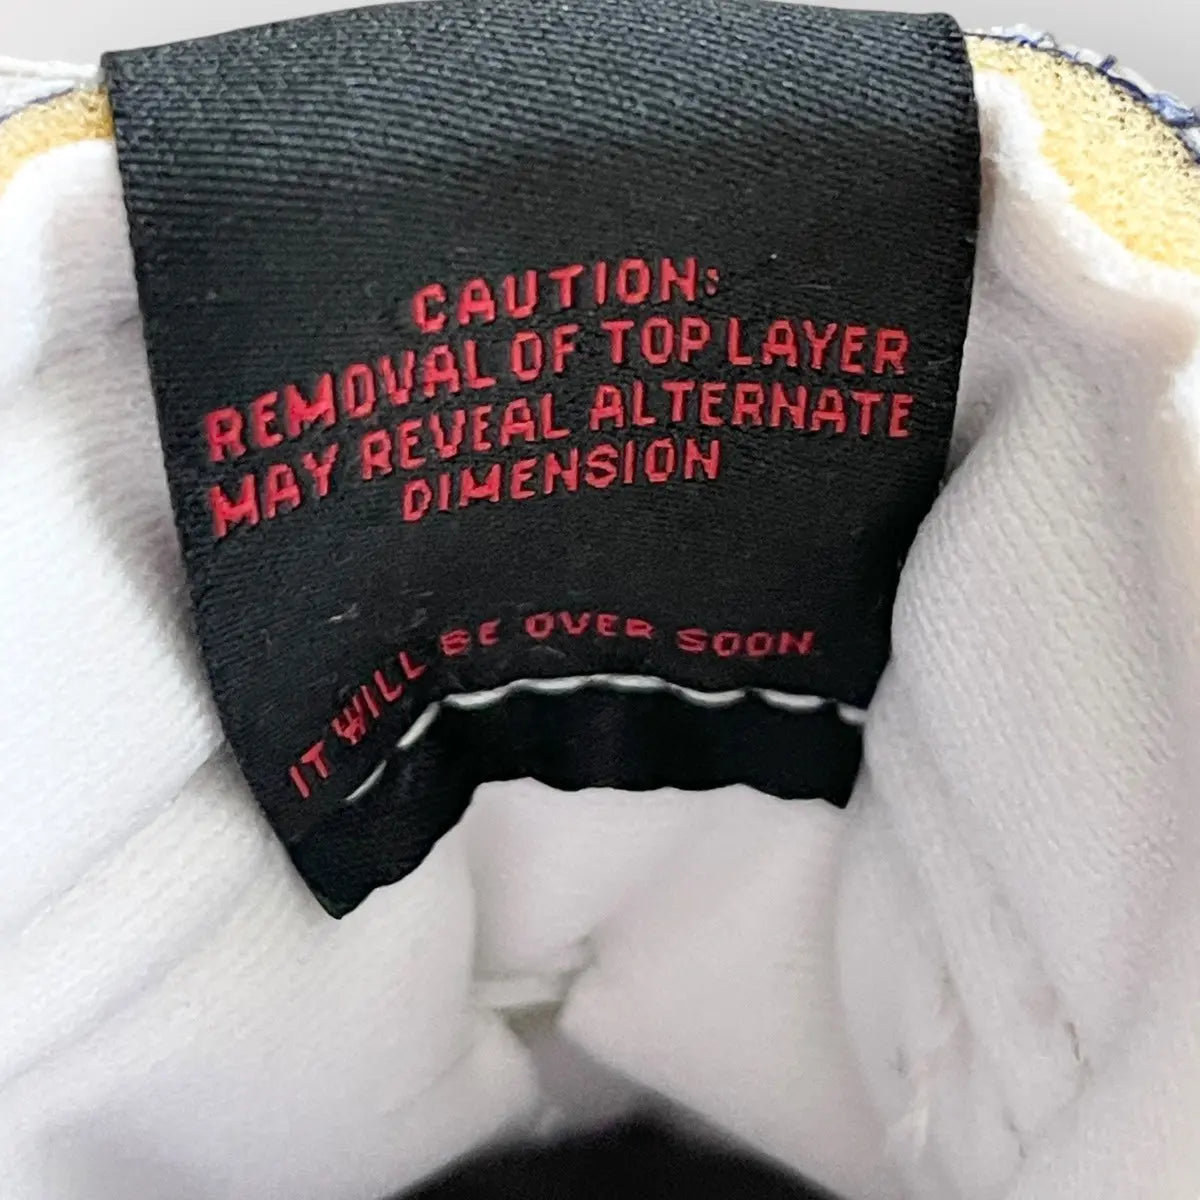 CAUTION:
REMOVAL OF TOP LAYER
MAY REVEAL ALTERNATE
DIMENSION
IT WILL BE OVER SOON